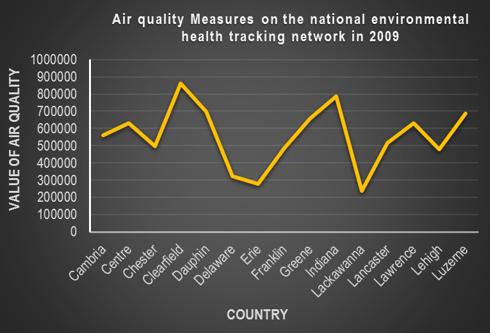 Air quality Measures on the national environmental
health tracking network in 2009
VALUE OF AIR QUALITY
1000000
900000
800000
700000
600000
500000
400000
300000
200000
100000
0
Cambria
Centre
Chester
Clearfield
Dauphin
Delaware
Erie
Franklin
Greene
Indiana
Lackawanna
Lancaster
Lawrence
Lehigh
Luzerne
COUNTRY